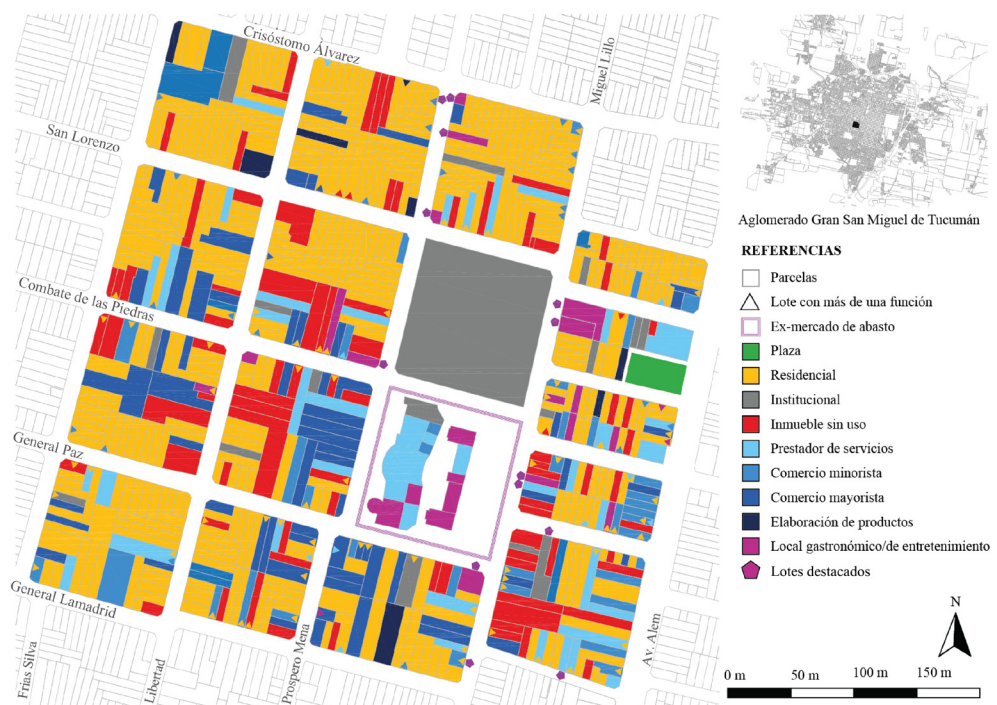 Crisóstomo Álvarez
Miguel Lillo
San Lorenzo
Combate de las Piedras
General Paz
General Lamadrid
Frías Silva
Libertad
Prospero Mena
Av. Alem
Aglomerado Gran San Miguel de Tucumán
REFERENCIAS
Parcelas
Lote con más de una función
Ex-mercado de abasto
Plaza
Residencial
Institucional
Inmueble sin uso
Prestador de servicios
Comercio minorista
Comercio mayorista
Elaboración de productos
Local gastronómico/de entretenimiento
Lotes destacados
N
0 m 50 m 100 m 150 m